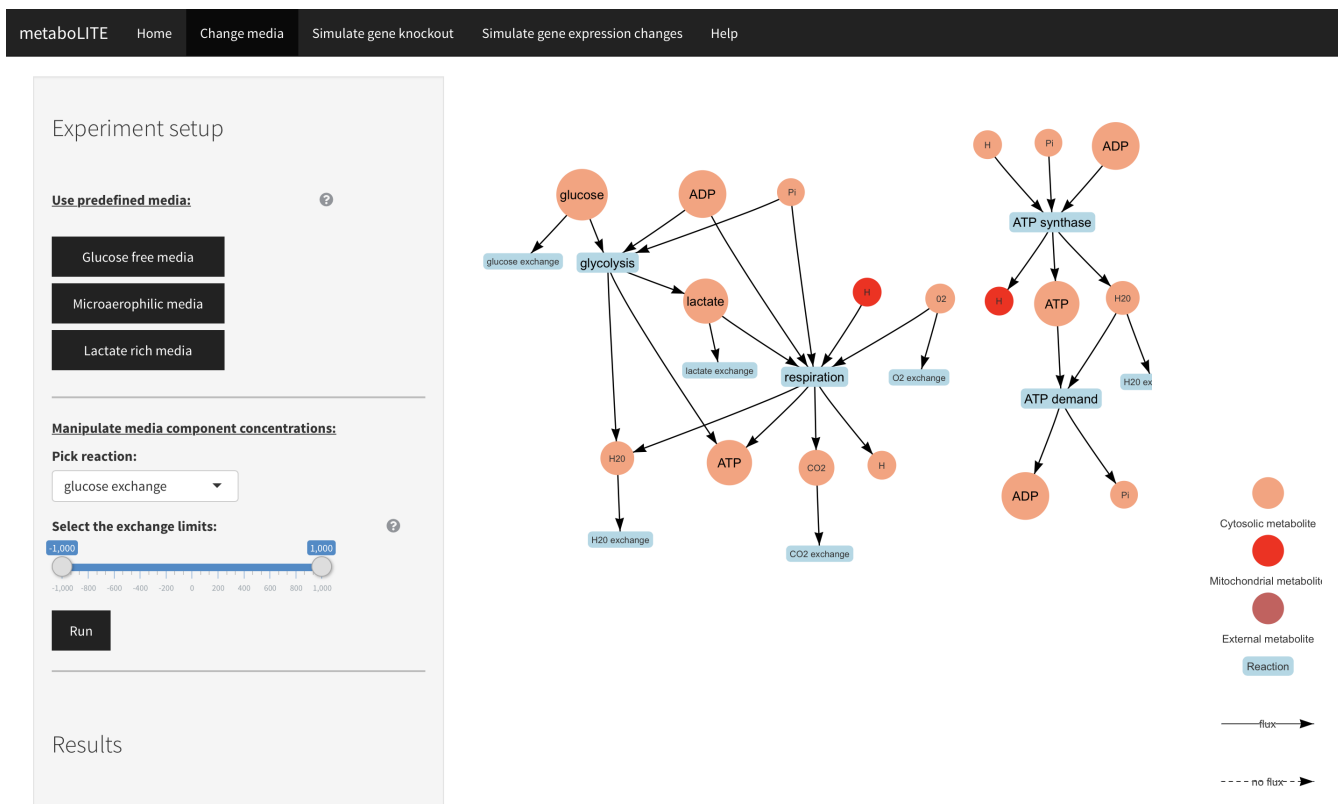 metaboLITE Home Change media Simulate gene knockout Simulate gene expression changes Help
Experiment setup
Use predefined media:
?
Glucose free media
Microaerophilic media
Lactate rich media
Manipulate media component concentrations:
Pick reaction:
glucose exchange
Select the exchange limits:
?
-1,000 1,000
-1,000 -800 -600 -400 -200 0 200 400 600 800 1,000
Run
Results
glucose
ADP
Pi
glucose exchange
glycolysis
lactate
H
02
lactate exchange
respiration
O2 exchange
H20
ATP
CO2
H
H20 exchange
CO2 exchange
H
Pi
ADP
ATP synthase
H
ATP
H20
H20 ex
ATP demand
ADP
Pi
Cytosolic metabolite
Mitochondrial metabolit
External metabolite
Reaction
flux
no flux